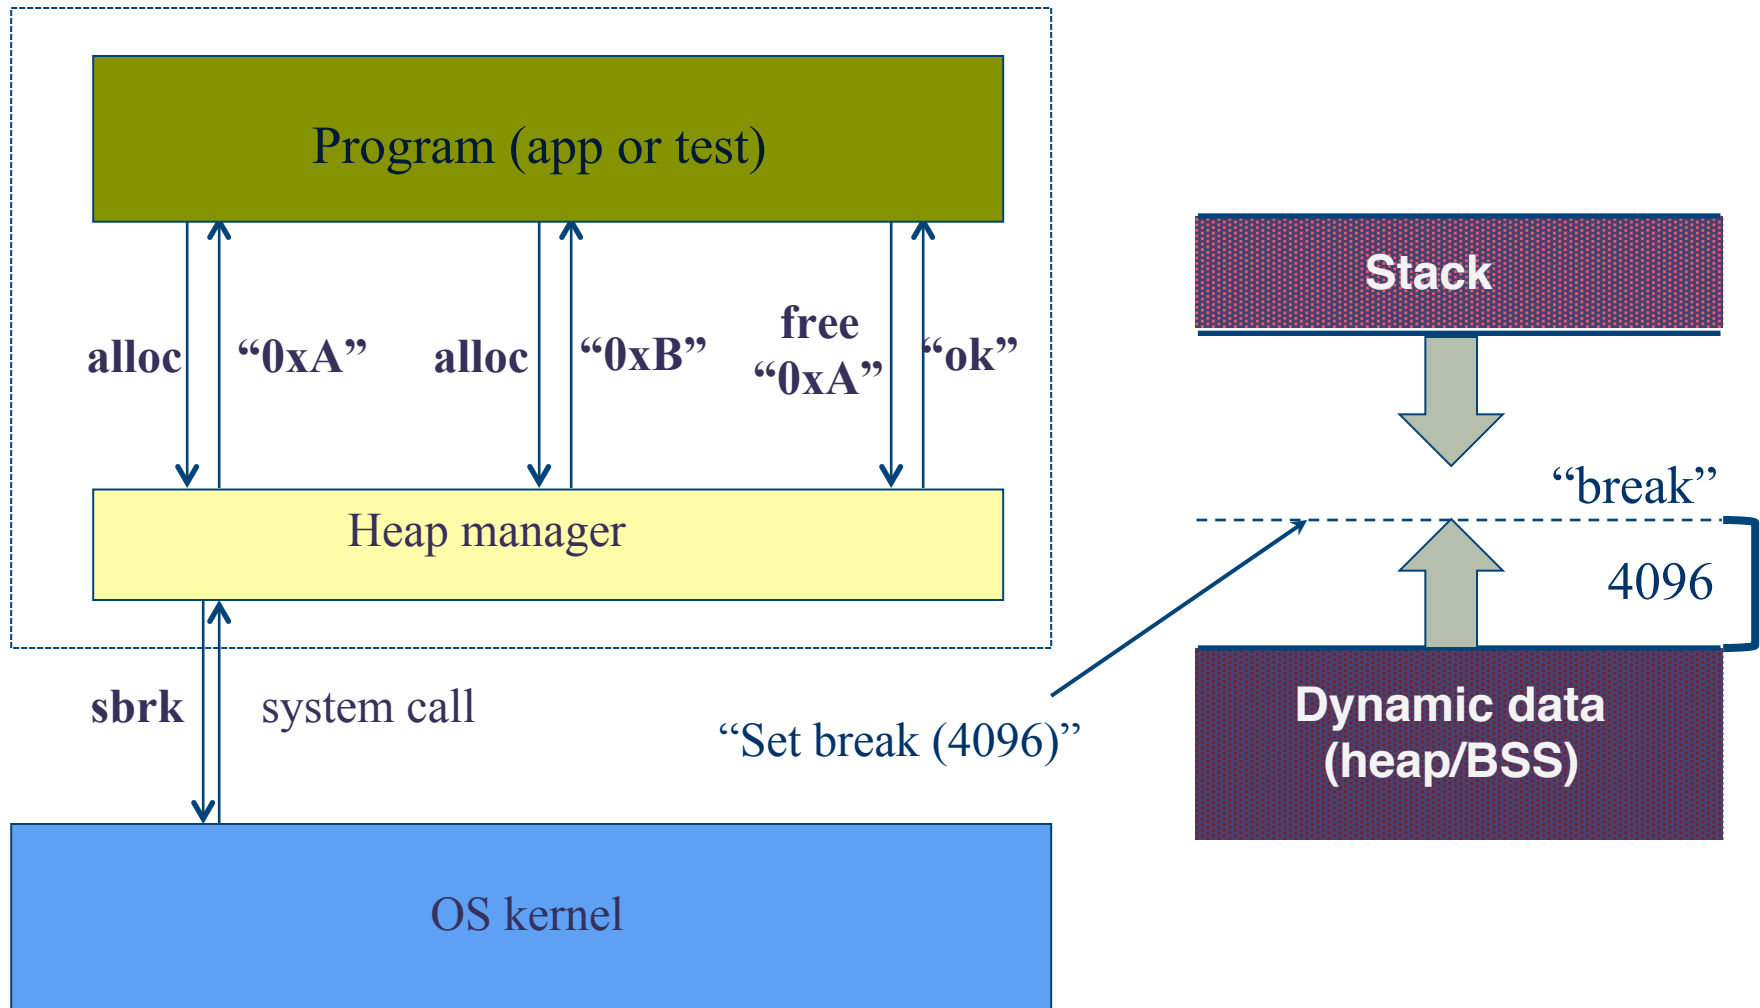 Program (app or test)
alloc
“0xA”
alloc
“0xB”
free
“0xA”
“ok”
Heap manager
sbrk
system call
OS kernel
“Set break (4096)”
Stack
“break”
4096
Dynamic data
(heap/BSS)